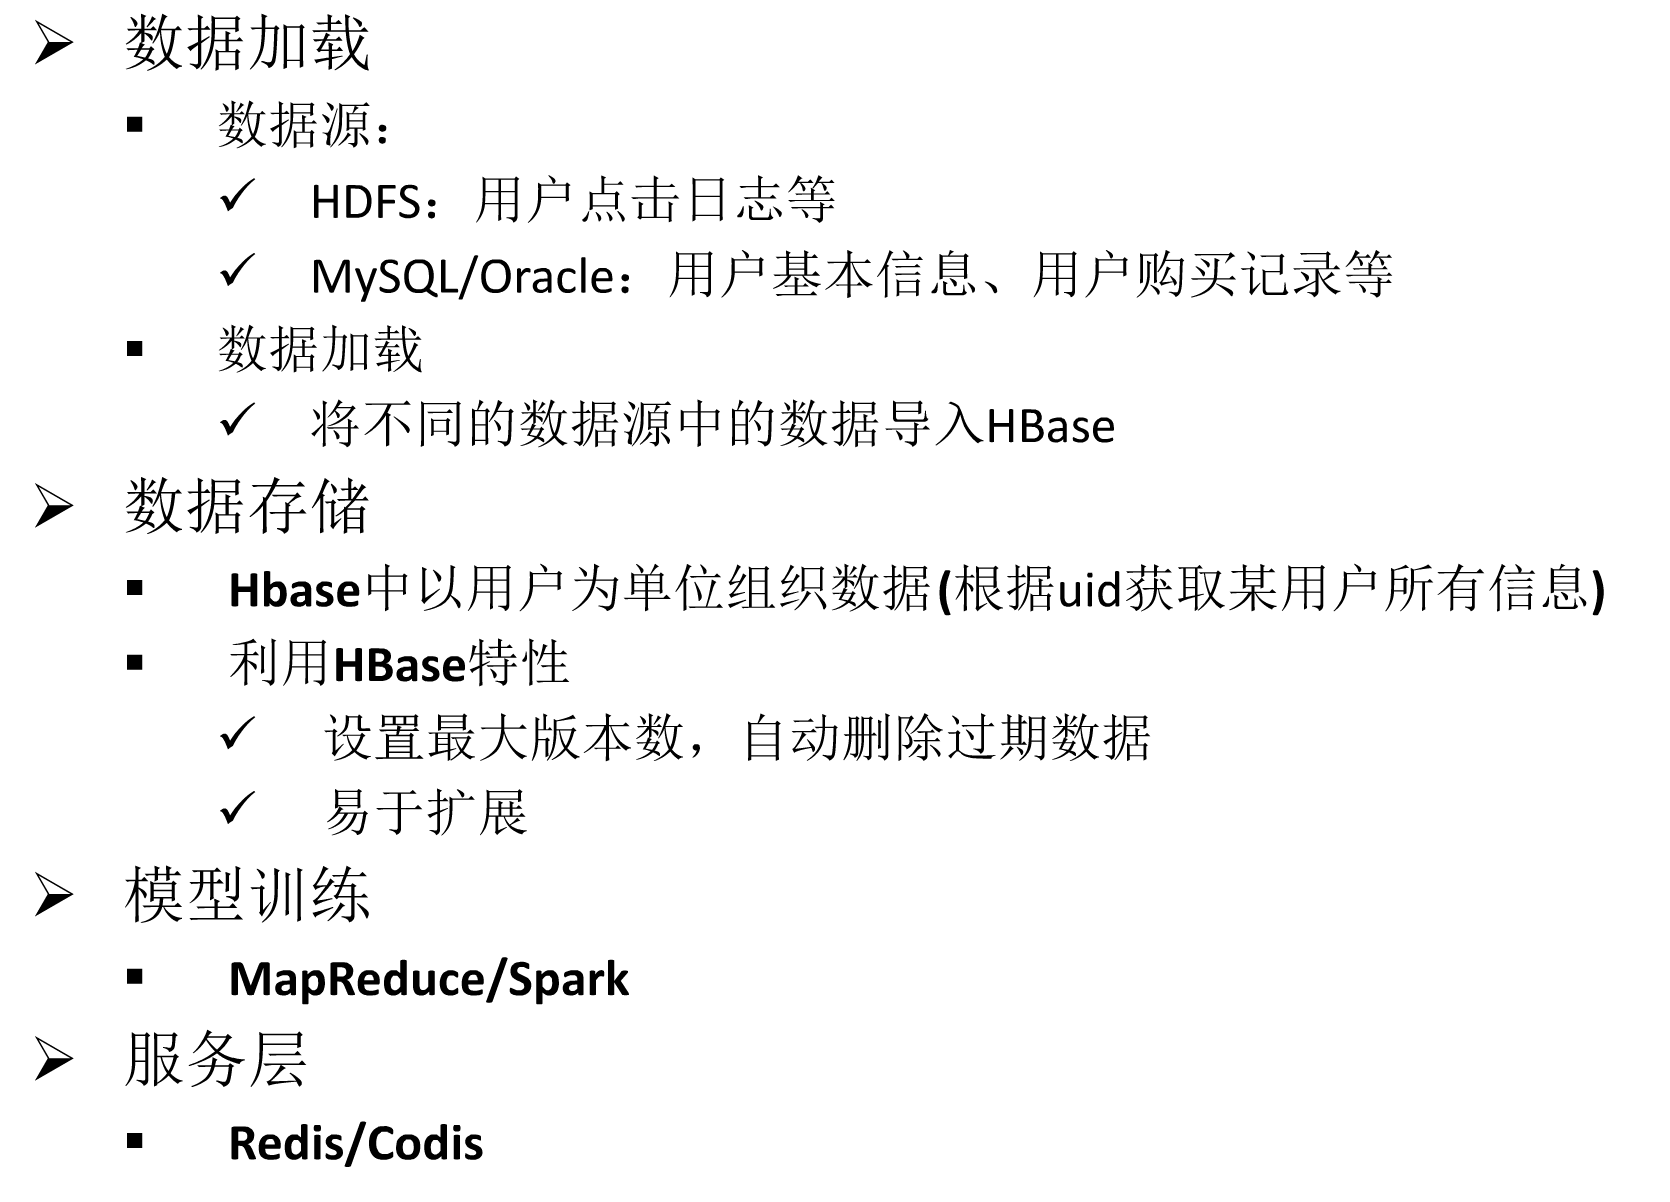 ➢ 数据加载
▪ 数据源：
✓ HDFS：用户点击日志等
✓ MySQL/Oracle：用户基本信息、用户购买记录等
▪ 数据加载
✓ 将不同的数据源中的数据导入HBase
➢ 数据存储
▪ Hbase中以用户为单位组织数据(根据uid获取某用户所有信息)
▪ 利用HBase特性
✓ 设置最大版本数，自动删除过期数据
✓ 易于扩展
➢ 模型训练
▪ MapReduce/Spark
➢ 服务层
▪ Redis/Codis